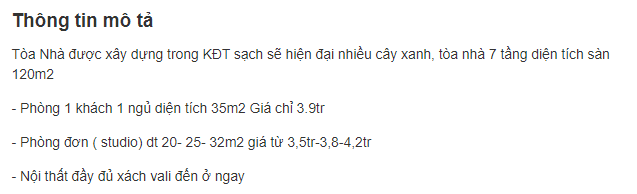 Thông tin mô tả
Tòa Nhà được xây dựng trong KĐT sạch sẽ hiện đại nhiều cây xanh, tòa nhà 7 tầng diện tích sàn
120m2
- Phòng 1 khách 1 ngủ diện tích 35m2 Giá chỉ 3.9tr
- Phòng đơn ( studio) dt 20- 25- 32m2 giá từ 3,5tr-3,8-4,2tr
- Nội thất đầy đủ xách vali đến ở ngay